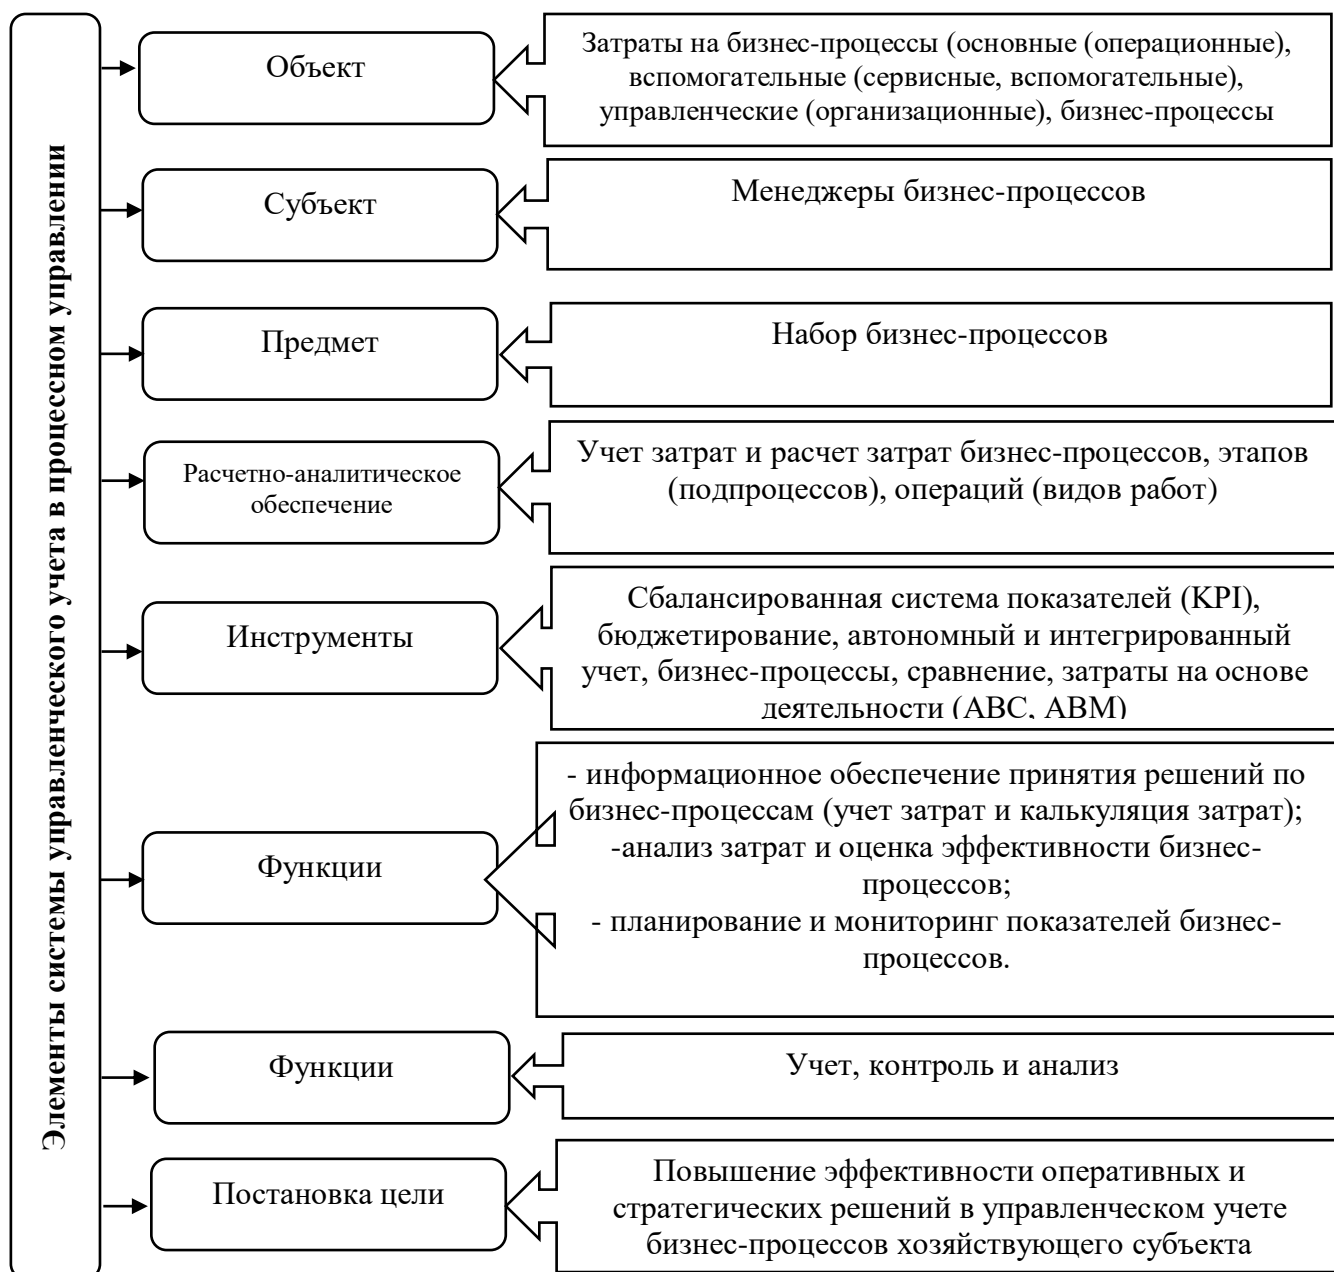 Элементы системы управленческого учета в процессном управлении
Объект
Затраты на бизнес-процессы (основные (операционные),
вспомогательные (сервисные, вспомогательные),
управленческие (организационные), бизнес-процессы
Субъект
Менеджеры бизнес-процессов
Предмет
Набор бизнес-процессов
Расчетно-аналитическое
обеспечение
Учет затрат и расчет затрат бизнес-процессов, этапов
(подпроцессов), операций (видов работ)
Инструменты
Сбалансированная система показателей (KPI),
бюджетирование, автономный и интегрированный
учет, бизнес-процессы, сравнение, затраты на основе
деятельности (ABC, ABM)
Функции
- информационное обеспечение принятия решений по
бизнес-процессам (учет затрат и калькуляция затрат);
-анализ затрат и оценка эффективности бизнес-
процессов;
- планирование и мониторинг показателей бизнес-
процессов.
Функции
Учет, контроль и анализ
Постановка цели
Повышение эффективности оперативных и
стратегических решений в управленческом учете
бизнес-процессов хозяйствующего субъекта